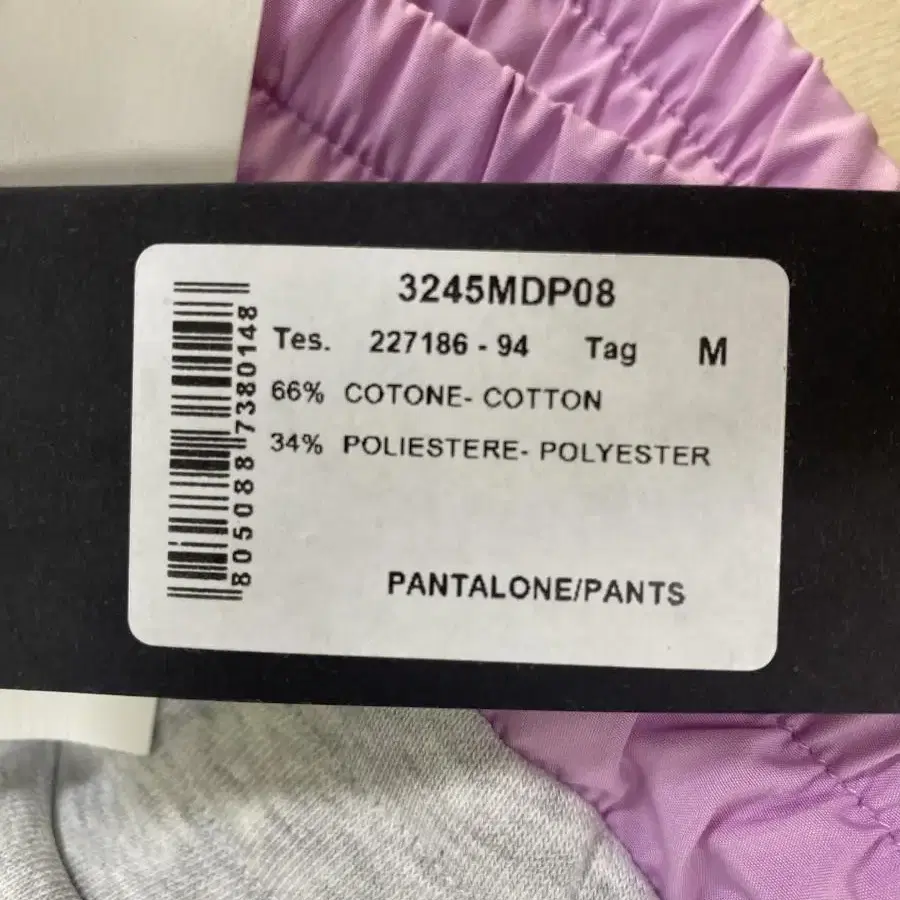 3245MDP08
Tes. 227186 - 94 Tag M
66% COTONE- COTTON
34% POLIESTERE- POLYESTER
PANTALONE/PANTS
8050887380148